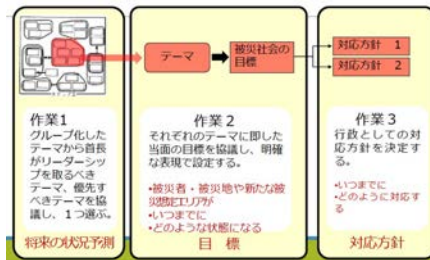 テーマ
被災社会の
目標
対応方針 1
対応方針 2
作業1
グループ化した
テーマから首長
がリーダーシッ
プを取るべき
テーマ、優先す
べきテーマを協
議し、1つ選ぶ。
将来の状況予測
作業2
それぞれのテーマに即した
当面の目標を協議し、明確
な表現で設定する。
•被災者・被災地や新たな被
災想定エリアが
•いつまでに
•どのような状態になる
目 標
作業3
行政としての対
応方針を決定す
る。
•いつまでに
•どのように対応す
る
対応方針